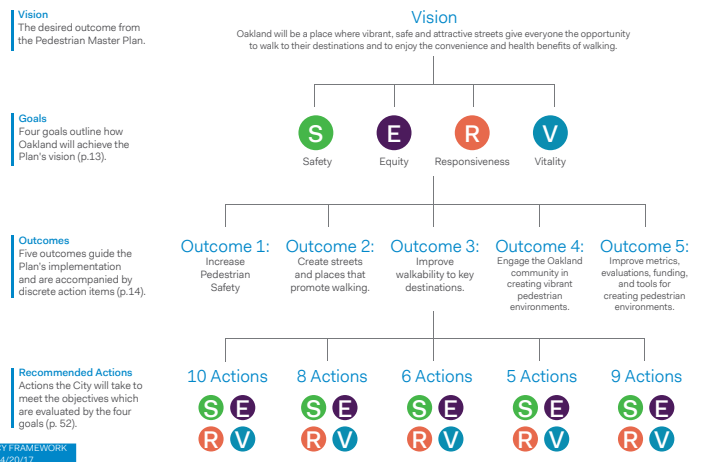 Vision
The desired outcome from
the Pedestrian Master Plan.
Vision
Oakland will be a place where vibrant, safe and attractive streets give everyone the opportunity
to walk to their destinations and to enjoy the convenience and health benefits of walking.
Goals
Four goals outline how
Oakland will achieve the
Plan's vision (p.13).
S E R V
Safety Equity Responsiveness Vitality
Outcomes
Five outcomes guide the
Plan's implementation
and are accompanied by
discrete action items (p.14).
Outcome 1:
Increase
Pedestrian
Safety
Outcome 2:
Create streets
and places that
promote walking.
Outcome 3:
Improve
walkability to key
destinations.
Outcome 4:
Engage the Oakland
community in
creating vibrant
pedestrian
environments.
Outcome 5:
Improve metrics,
evaluations, funding,
and tools for
creating pedestrian
environments.
Recommended Actions
Actions the City will take to
meet the objectives which
are evaluated by the four
goals (p. 52).
10 Actions
S E
R V
8 Actions
S E
R V
6 Actions
S E
R V
5 Actions
S E
R V
9 Actions
S E
R V
CY FRAMEWORK
4/20/17